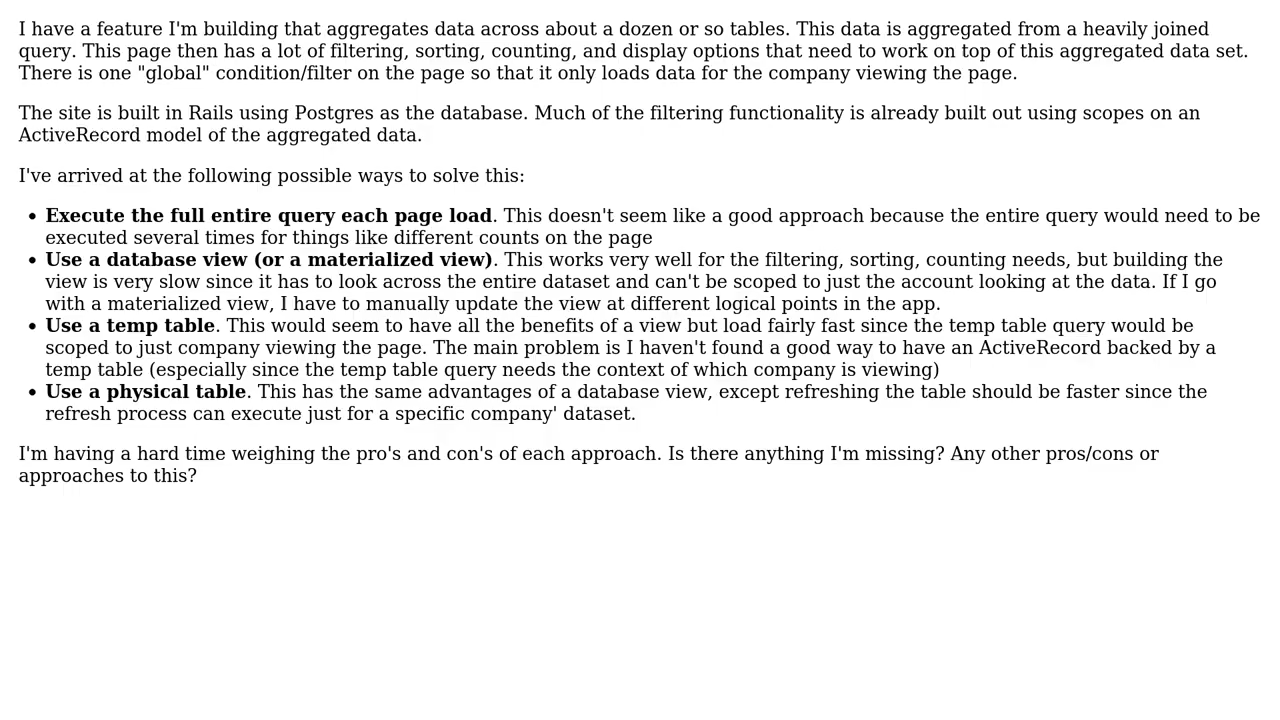 I have a feature I'm building that aggregates data across about a dozen or so tables. This data is aggregated from a heavily joined
query. This page then has a lot of filtering, sorting, counting, and display options that need to work on top of this aggregated data set.
There is one "global" condition/filter on the page so that it only loads data for the company viewing the page.
The site is built in Rails using Postgres as the database. Much of the filtering functionality is already built out using scopes on an
ActiveRecord model of the aggregated data.
I've arrived at the following possible ways to solve this:
• Execute the full entire query each page load. This doesn't seem like a good approach because the entire query would need to be
executed several times for things like different counts on the page
• Use a database view (or a materialized view). This works very well for the filtering, sorting, counting needs, but building the
view is very slow since it has to look across the entire dataset and can't be scoped to just the account looking at the data. If I go
with a materialized view, I have to manually update the view at different logical points in the app.
• Use a temp table. This would seem to have all the benefits of a view but load fairly fast since the temp table query would be
scoped to just company viewing the page. The main problem is I haven't found a good way to have an ActiveRecord backed by a
temp table (especially since the temp table query needs the context of which company is viewing)
• Use a physical table. This has the same advantages of a database view, except refreshing the table should be faster since the
refresh process can execute just for a specific company' dataset.
I'm having a hard time weighing the pro's and con's of each approach. Is there anything I'm missing? Any other pros/cons or
approaches to this?